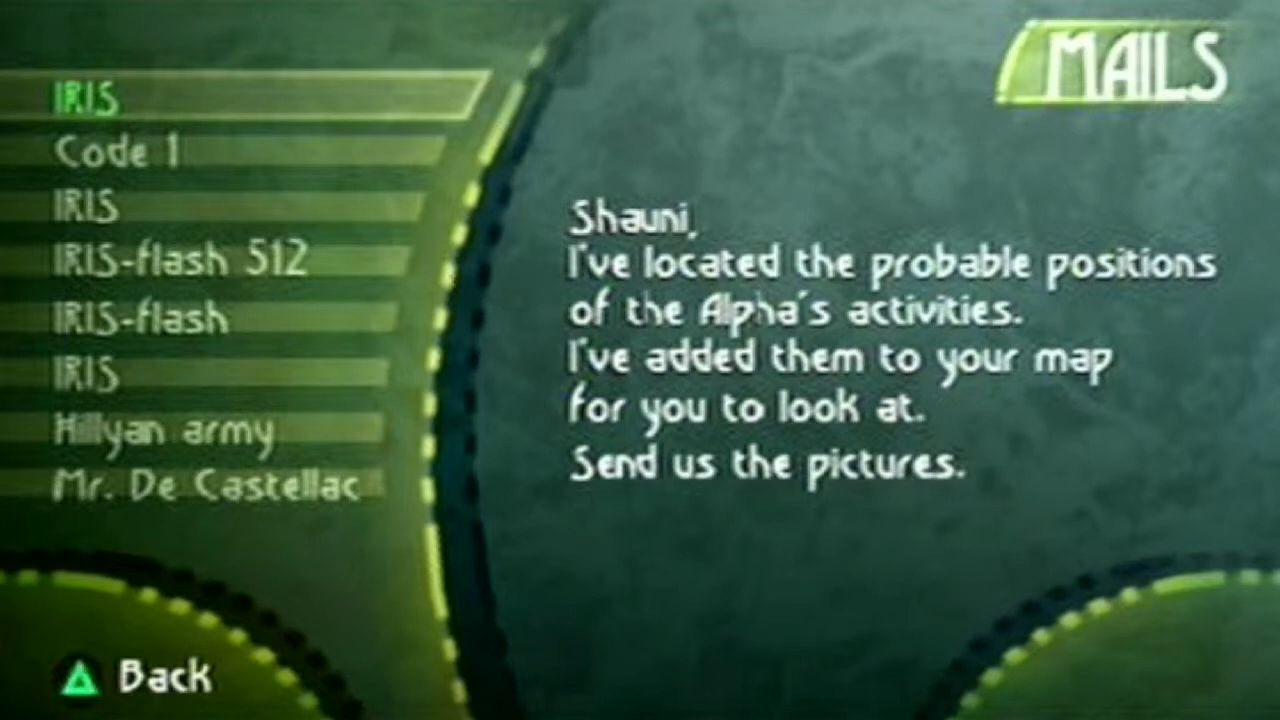 MAILS
IRIS
Code 1
IRIS
IRIS-flash 512
IRIS-flash
IRIS
Hillyan army
Mr. De Castellac
Shauni,
I've located the probable positions
of the Alpha's activities.
I've added them to your map
for you to look at.
Send us the pictures.
Back